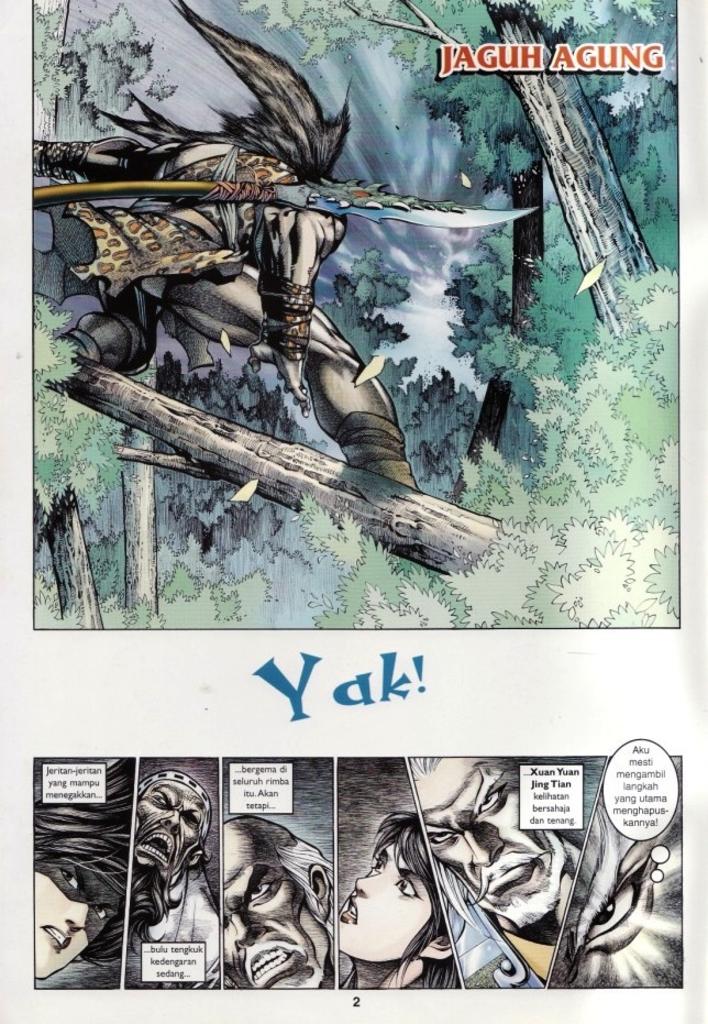 JAGUH AGUNG
Yak!
Jeritan-jeritan
yang mampu
menegakkan...
...bulu tengkuk
kedengaran
sedang...
...bergema di
seluruh rimba
itu. Akan
tetapi...
...Xuan Yuan
Jing Tian
kelihatan
bersahaja
dan tenang.
Aku
mesti
mengambil
langkah
yang utama
menghapus-
kannya!
2